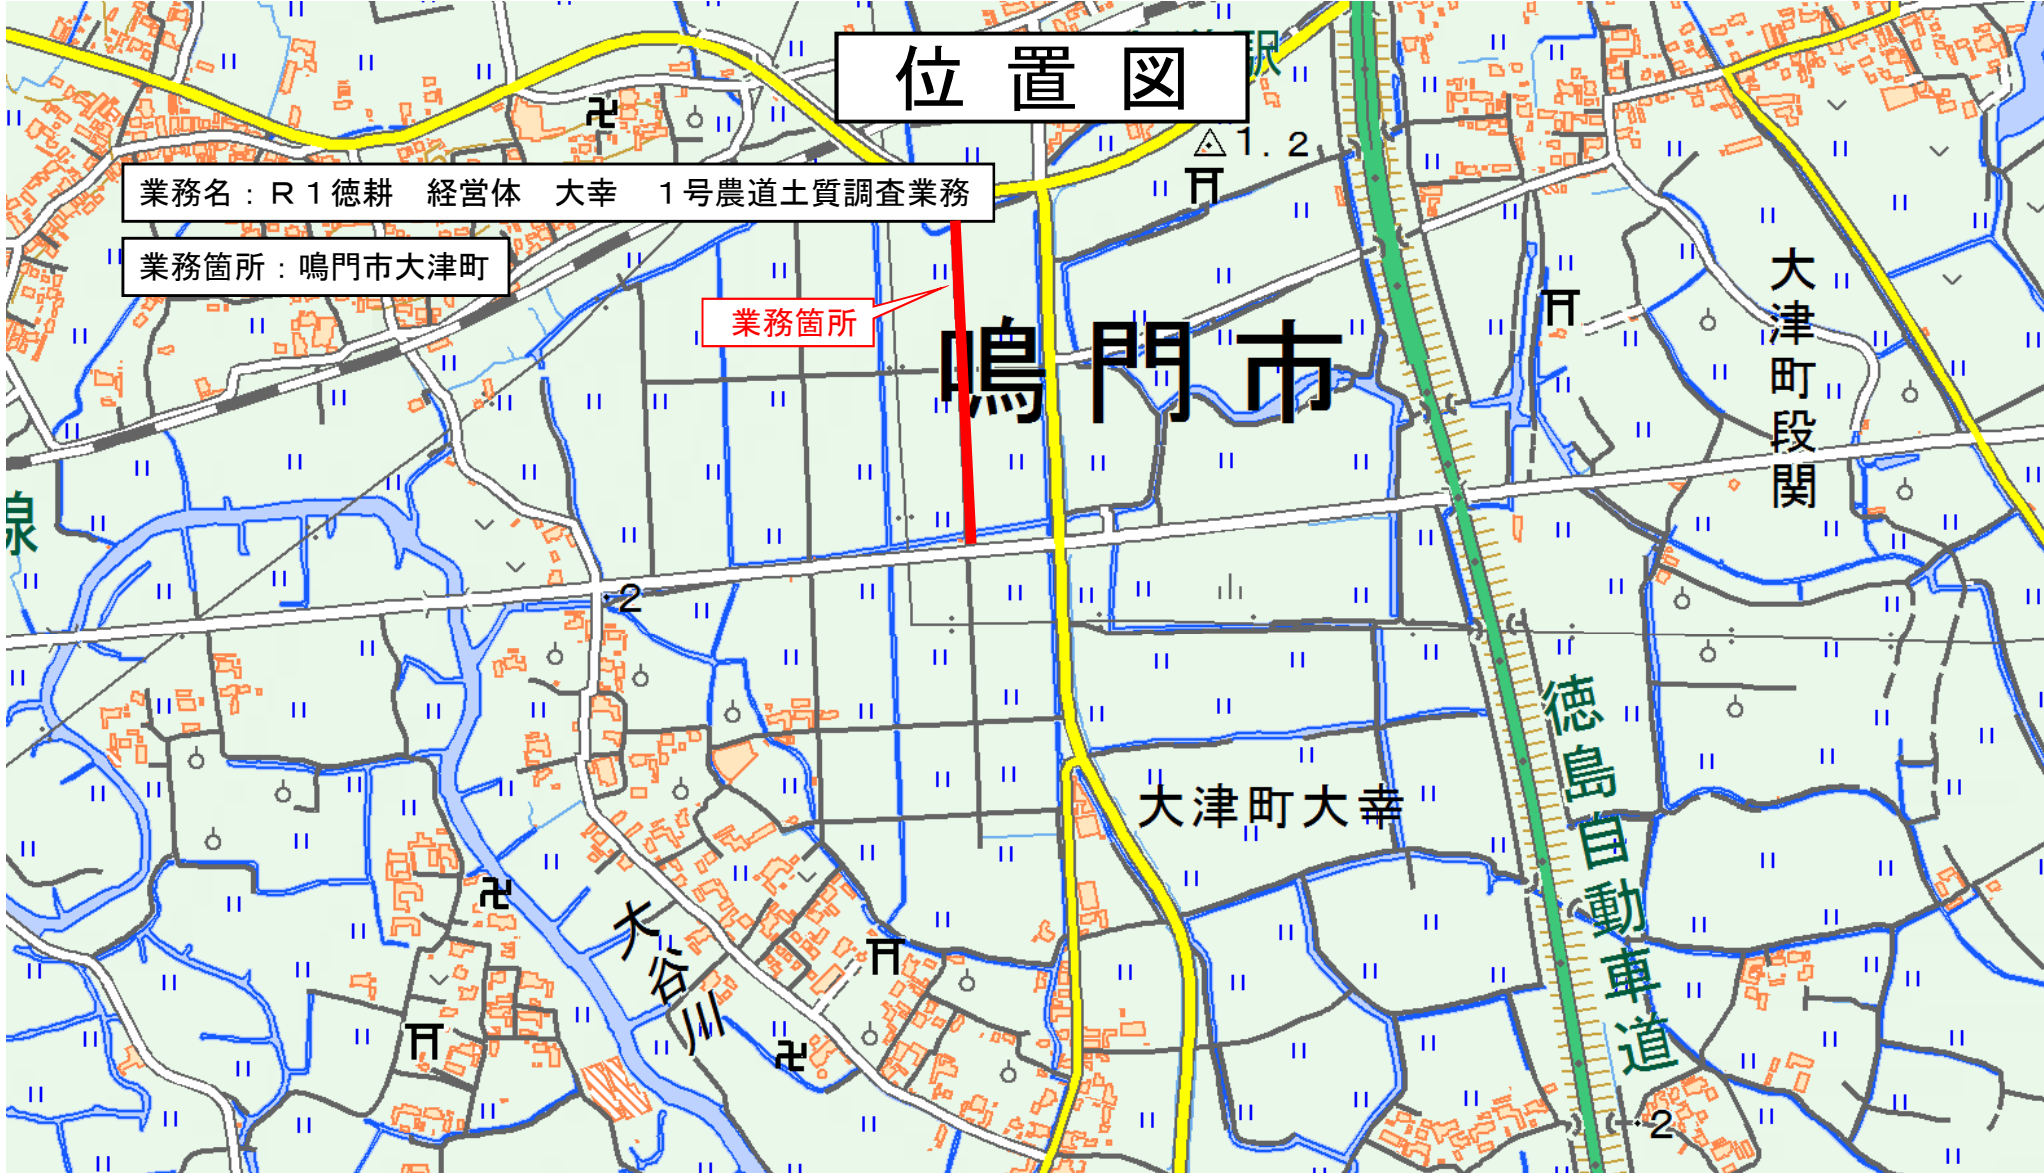 位置図
駅
1.2
業務名：Ｒ１徳耕　経営体　大幸　１号農道土質調査業務
業務箇所：鳴門市大津町
業務箇所
鳴門市
大津町段関
線
2
徳島自動車道
大津町大幸
大谷川
2